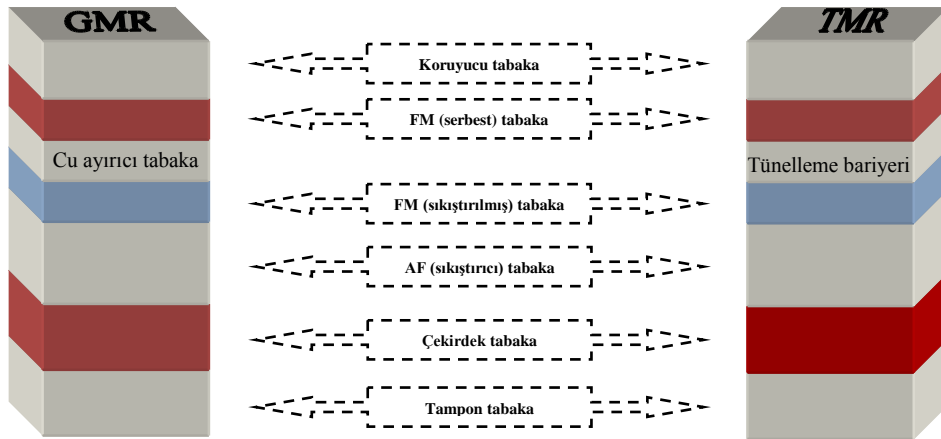 GMR
TMR
Koruyucu tabaka
FM (serbest) tabaka
Cu ayırıcı tabaka
Tünelleme bariyeri
FM (sıkıştırılmış) tabaka
AF (sıkıştırıcı) tabaka
Çekirdek tabaka
Tampon tabaka